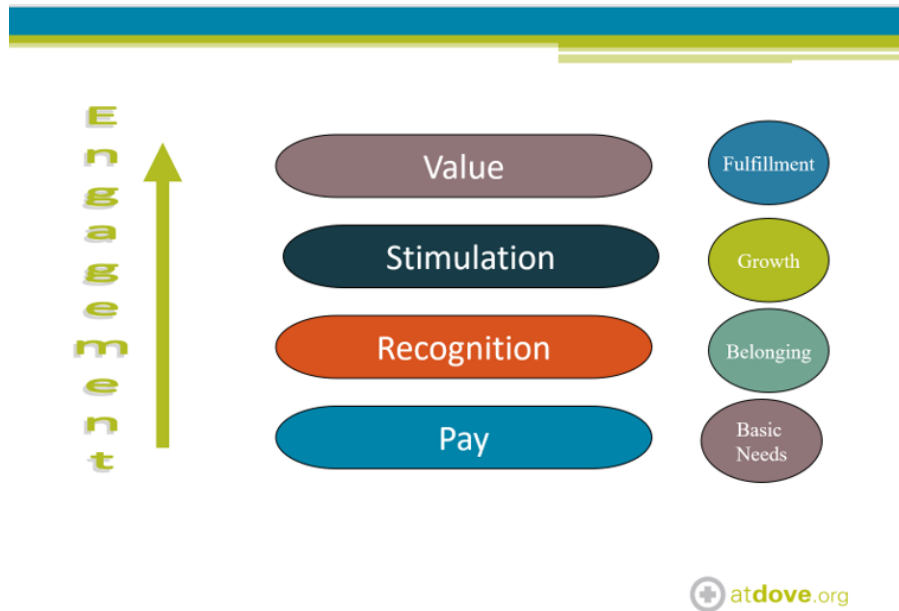 Engagement
Value
Fulfillment
Stimulation
Growth
Recognition
Belonging
Pay
Basic
Needs
atdove.org